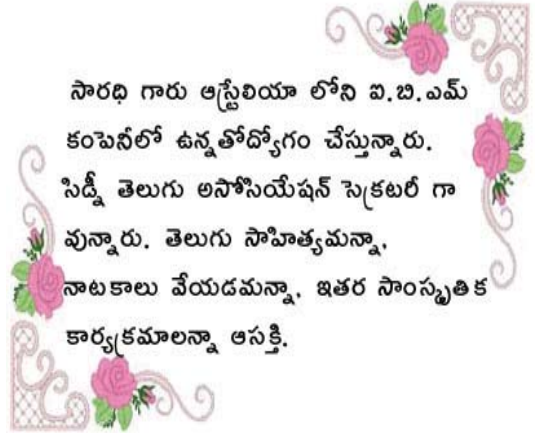 సారధి గారు ఆస్ట్రేలియా లోని ఐ.బి.ఎమ్
కంపెనీలో ఉన్నతోద్యోగం చేస్తున్నారు.
సిడ్నీ తెలుగు అసోసియేషన్ సెక్రటరీ గా
వున్నారు. తెలుగు సాహిత్యమన్నా,
నాటకాలు వేయడమన్నా, ఇతర సాంస్కృతిక
కార్యక్రమాలన్నా ఆసక్తి.